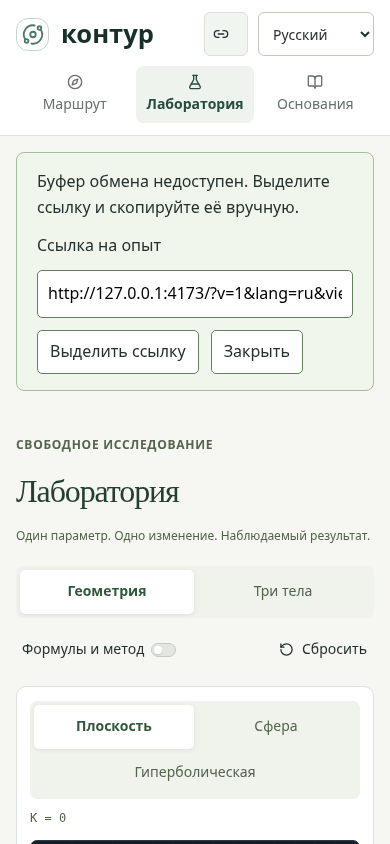 контур
Русский
Маршрут
Лаборатория
Основания
Буфер обмена недоступен. Выделите
ссылку и скопируйте её вручную.
Ссылка на опыт
http://127.0.0.1:4173/?v=1&lang=ru&vie
Выделить ссылку
Закрыть
СВОБОДНОЕ ИССЛЕДОВАНИЕ
Лаборатория
Один параметр. Одно изменение. Наблюдаемый результат.
Геометрия
Три тела
Формулы и метод
Сбросить
Плоскость
Сфера
Гиперболическая
K = 0